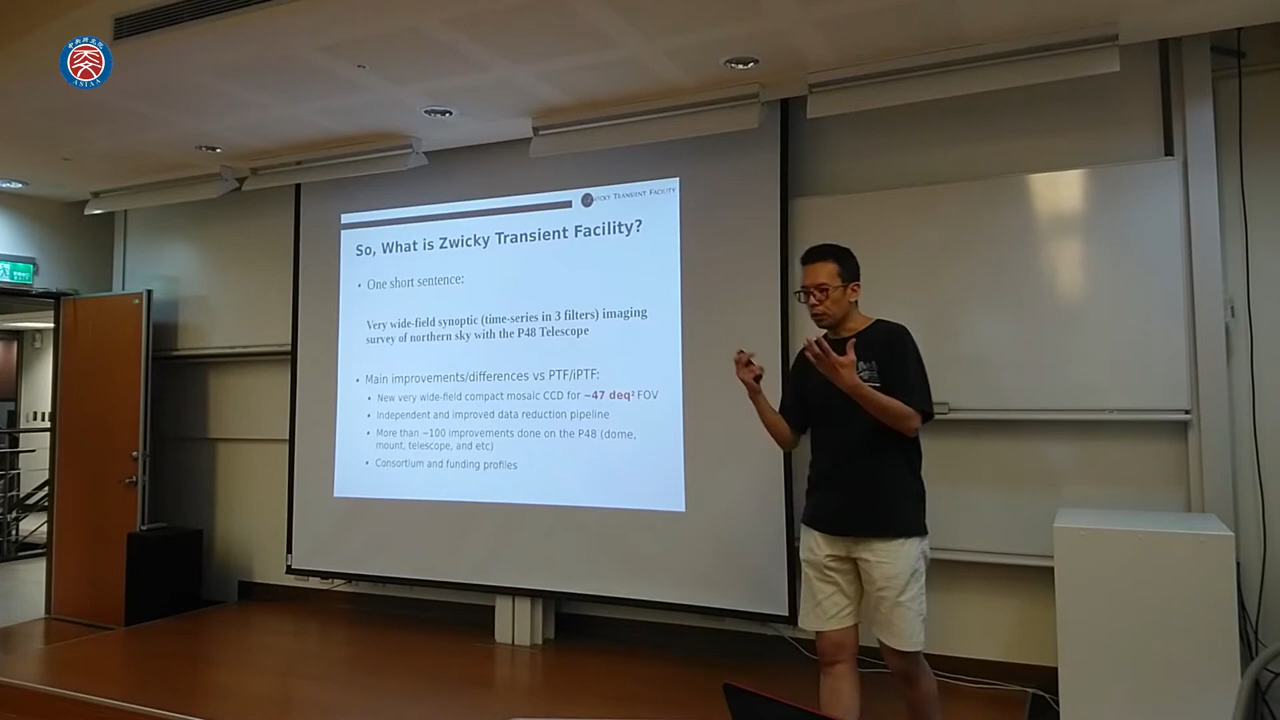 ASIAA
ZWICKY TRANSIENT FACILITY
So, What is Zwicky Transient Facility?
• One short sentence:
Very wide-field synoptic (time-series in 3 filters) imaging
survey of northern sky with the P48 Telescope
• Main improvements/differences vs PTF/iPTF:
• New very wide-field compact mosaic CCD for ~47 deq² FOV
• Independent and improved data reduction pipeline
• More than ~100 improvements done on the P48 (dome,
mount, telescope, and etc)
• Consortium and funding profiles